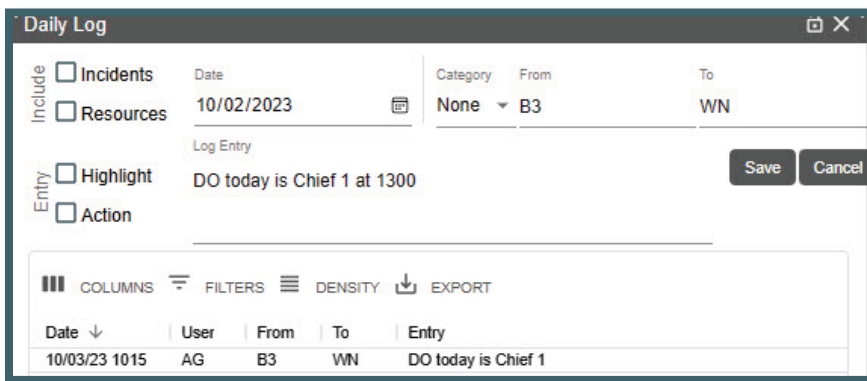 Daily Log
Include
Incidents
Resources
Date
10/02/2023
Category
None
From
B3
To
WN
Entry
Highlight
Action
Log Entry
DO today is Chief 1 at 1300
Save Cancel
COLUMNS FILTERS DENSITY EXPORT
Date User From To Entry
10/03/23 1015 AG B3 WN DO today is Chief 1